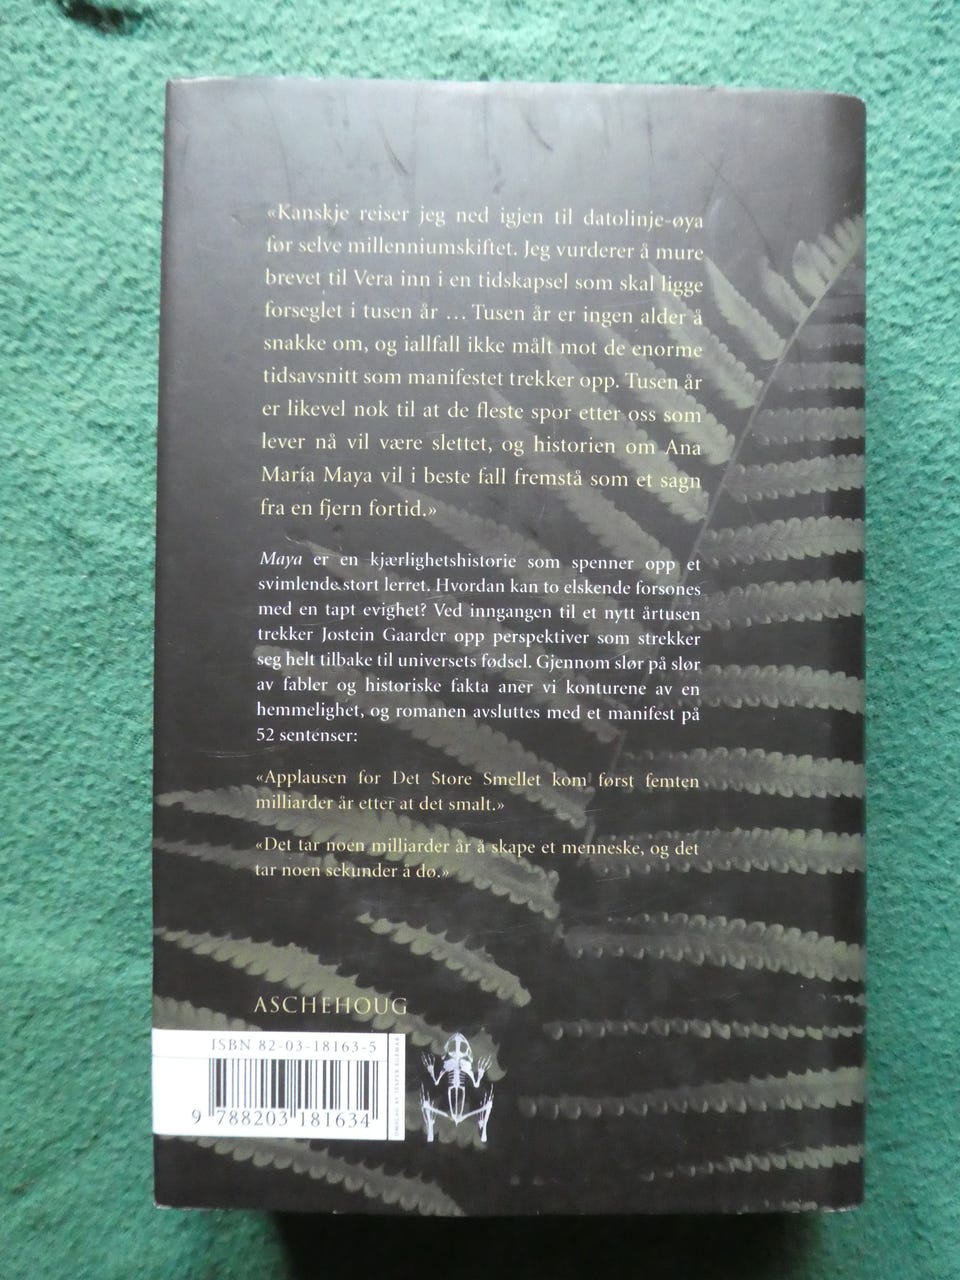 «Kanskje reiser jeg ned igjen til datolinje-øya
før selve millenniumskiftet. Jeg vurderer å mure
brevet til Vera inn i en tidskapsel som skal ligge
forseglet i tusen år … Tusen år er ingen alder å
snakke om, og iallfall ikke målt mot de enorme
tidsavsnitt som manifestet trekker opp. Tusen år
er likevel nok til at de fleste spor etter oss som
lever nå vil være slettet, og historien om Ana
María Maya vil i beste fall fremstå som et sagn
fra en fjern fortid.»
Maya er en kjærlighetshistorie som spenner opp et
svimlende stort lerret. Hvordan kan to elskende forsones
med en tapt evighet? Ved inngangen til et nytt årtusen
trekker Jostein Gaarder opp perspektiver som strekker
seg helt tilbake til universets fødsel. Gjennom slør på slør
av fabler og historiske fakta aner vi konturene av en
hemmelighet, og romanen avsluttes med et manifest på
52 sentenser:
«Applausen for Det Store Smellet kom først femten
milliarder år etter at det smalt.»
«Det tar noen milliarder år å skape et menneske, og det
tar noen sekunder å dø.»
ASCHEHOUG
ISBN 82-03-18163-5
9 788203 181634
OMSLAG AV JESPER EGEMAR